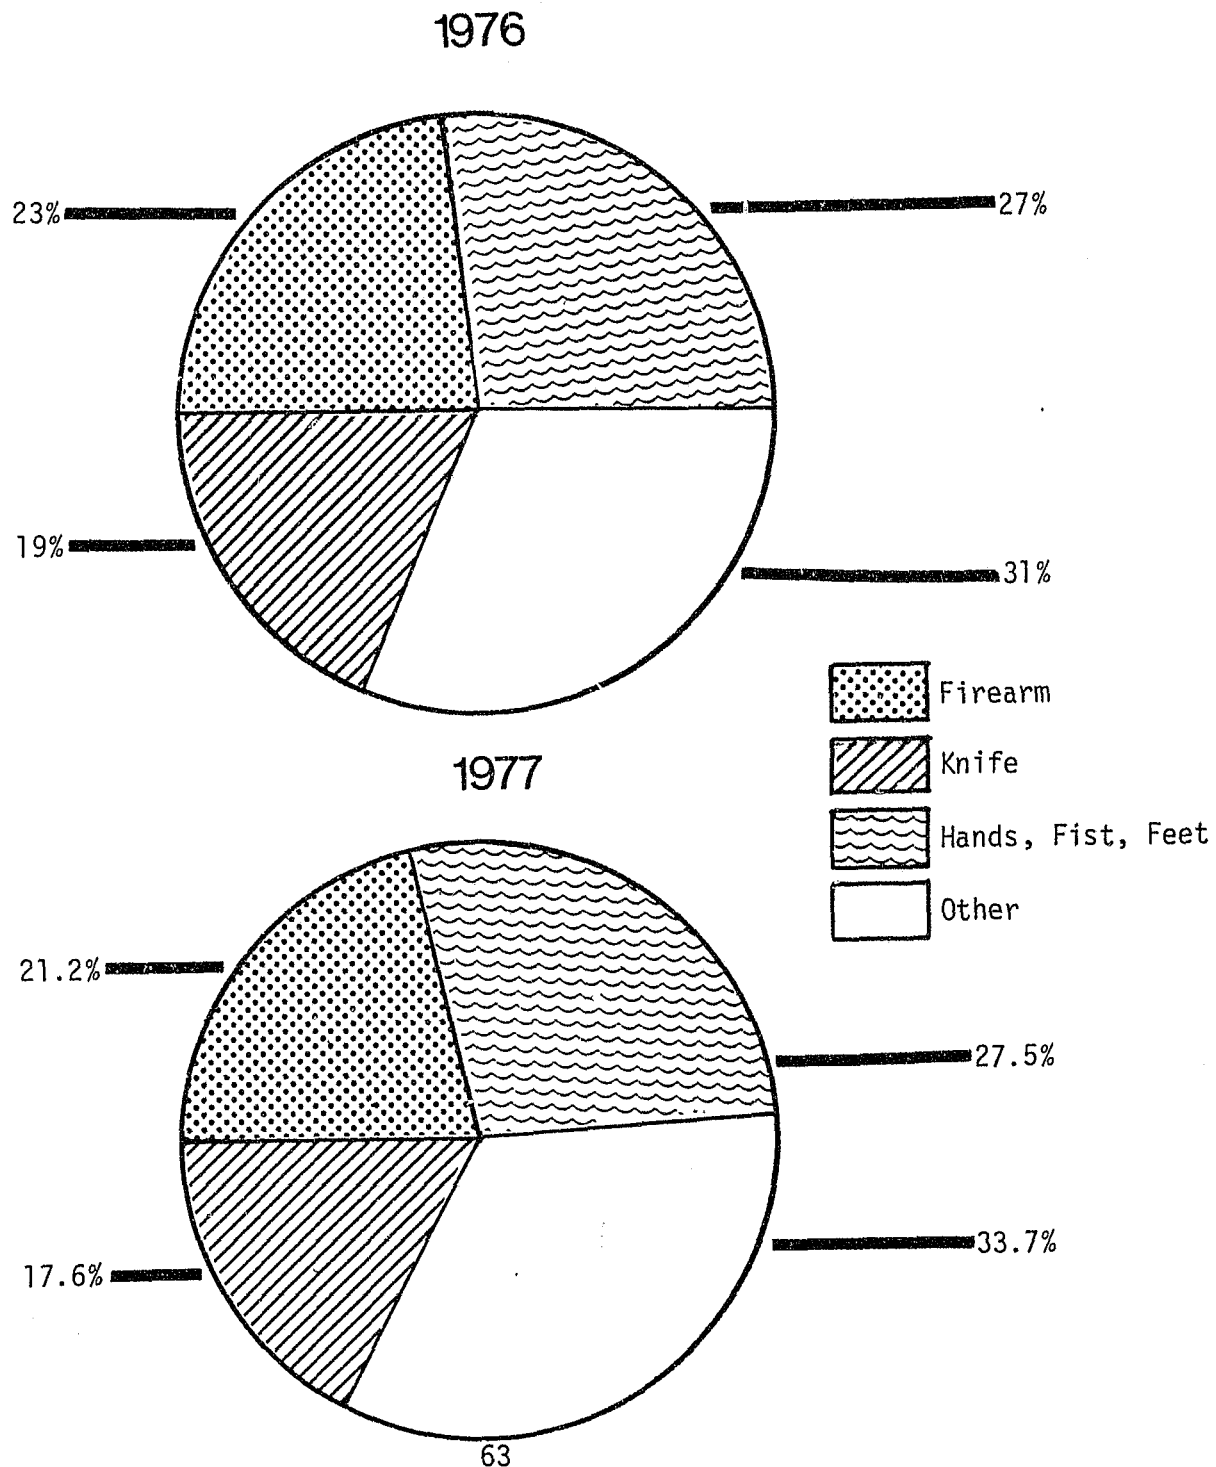 1976
23%
27%
19%
31%
Firearm
Knife
Hands, Fist, Feet
Other
1977
21.2%
27.5%
33.7%
17.6%
63